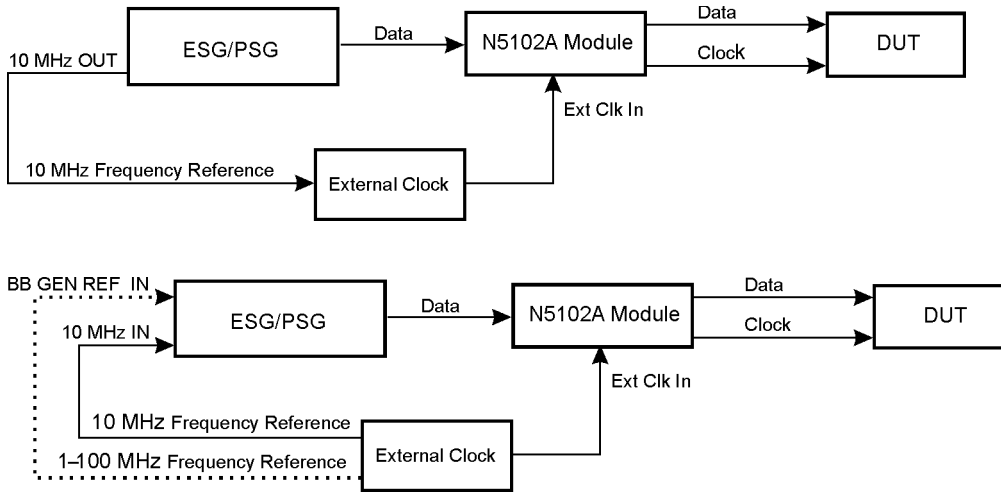 Data
Data
ESG/PSG
N5102A Module
DUT
10 MHz OUT
Clock
Ext Clk In
10 MHz Frequency Reference
External Clock
BB GEN REF IN
Data
Data
ESG/PSG
N5102A Module
DUT
10 MHz IN
Clock
Ext Clk In
10 MHz Frequency Reference
External Clock
1–100 MHz Frequency Reference